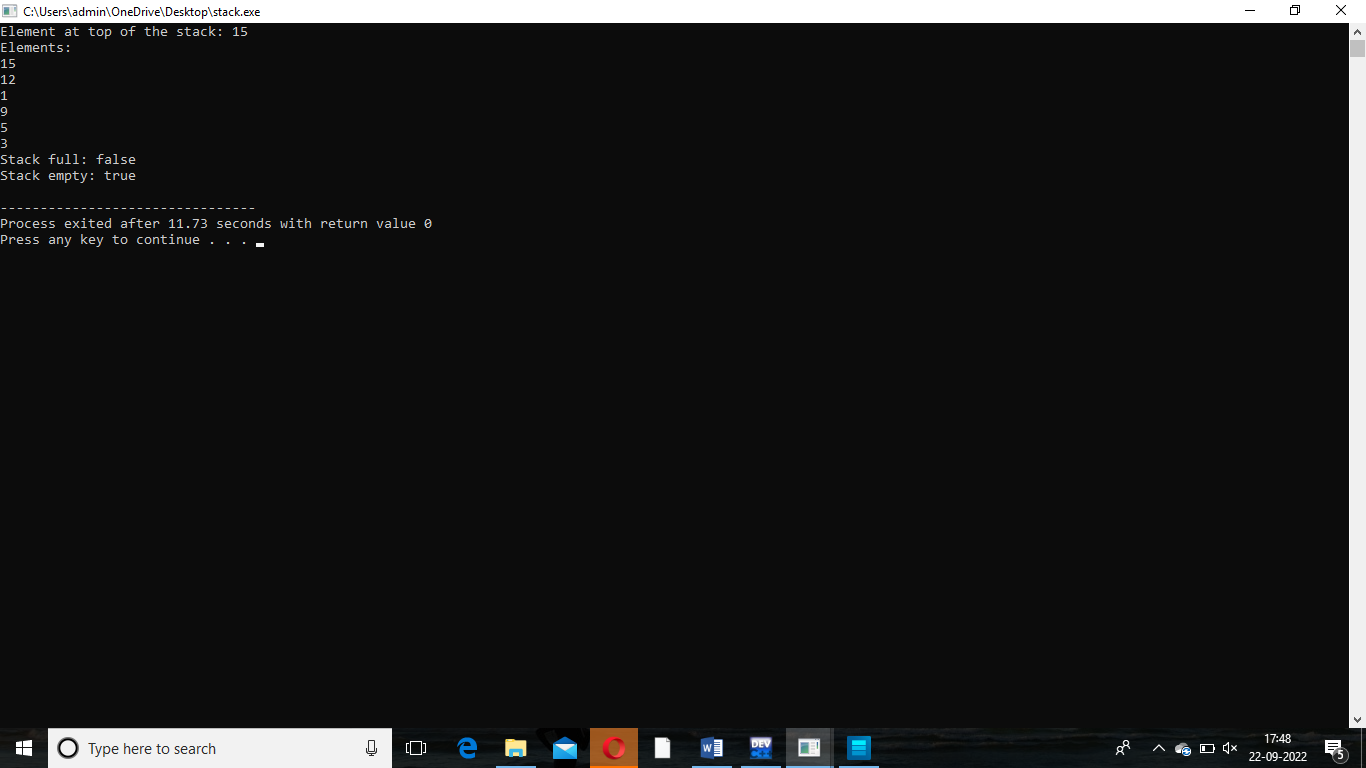 C:\Users\admin\OneDrive\Desktop\stack.exe
Element at top of the stack: 15
Elements:
15
12
1
9
5
3
Stack full: false
Stack empty: true
--------------------------------
Process exited after 11.73 seconds with return value 0
Press any key to continue . . .
Type here to search
DEV
17:48
22-09-2022
5